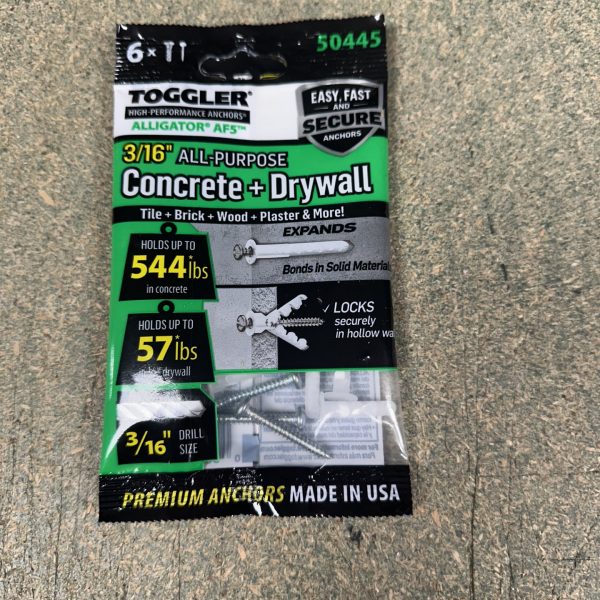 6×
50445
TOGGLER®
HIGH-PERFORMANCE ANCHORS®
ALLIGATOR® AF5™
EASY, FAST
AND
SECURE
ANCHORS
3/16" ALL-PURPOSE
Concrete + Drywall
Tile + Brick + Wood + Plaster & More!
EXPANDS
Bonds in Solid Material
HOLDS UP TO
544*lbs
in concrete
✓ LOCKS
securely
in hollow
HOLDS UP TO
57*lbs
drywall
3/16" DRILL
SIZE
PREMIUM ANCHORS MADE IN USA